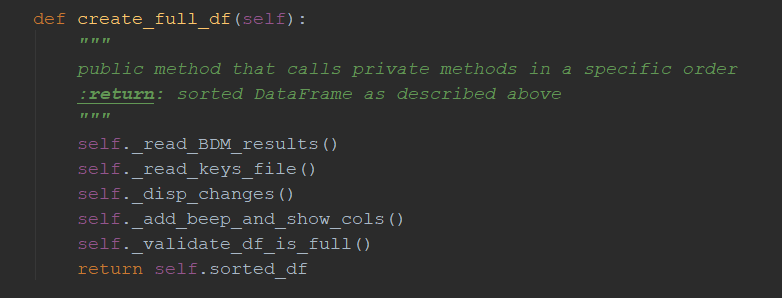 def create_full_df(self):
"""
public method that calls private methods in a specific order
:return: sorted DataFrame as described above
"""
self._read_BDM_results()
self._read_keys_file()
self._disp_changes()
self._add_beep_and_show_cols()
self._validate_df_is_full()
return self.sorted_df